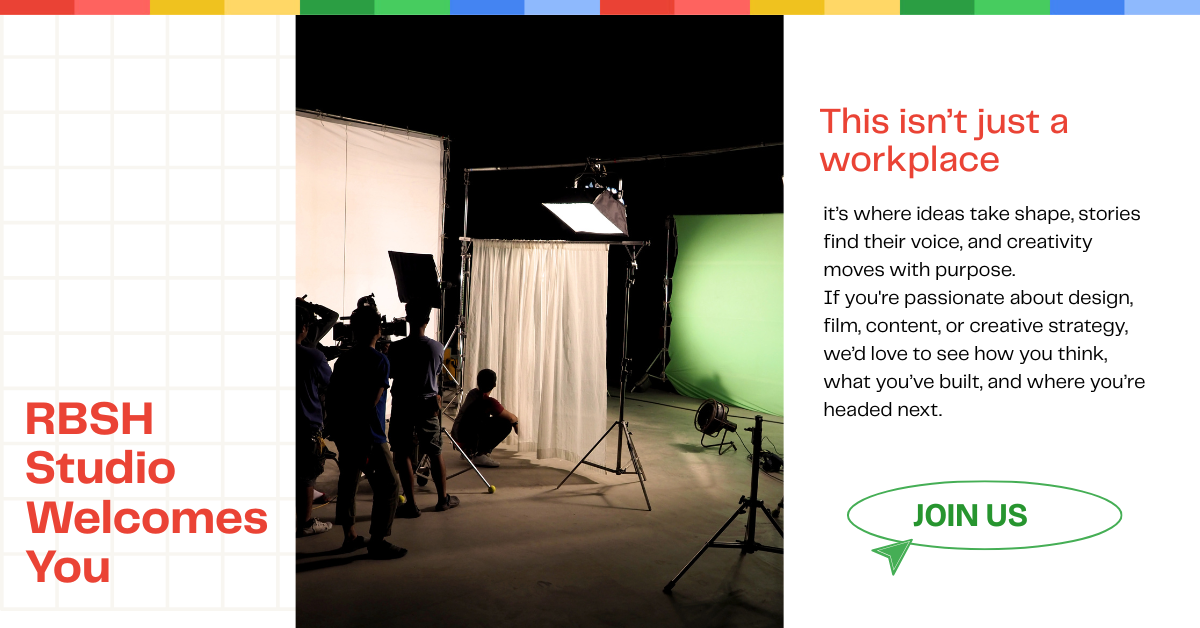 RBSH
Studio
Welcomes
You
This isn’t just a
workplace
it’s where ideas take shape, stories
find their voice, and creativity
moves with purpose.
If you're passionate about design,
film, content, or creative strategy,
we’d love to see how you think,
what you’ve built, and where you’re
headed next.
JOIN US